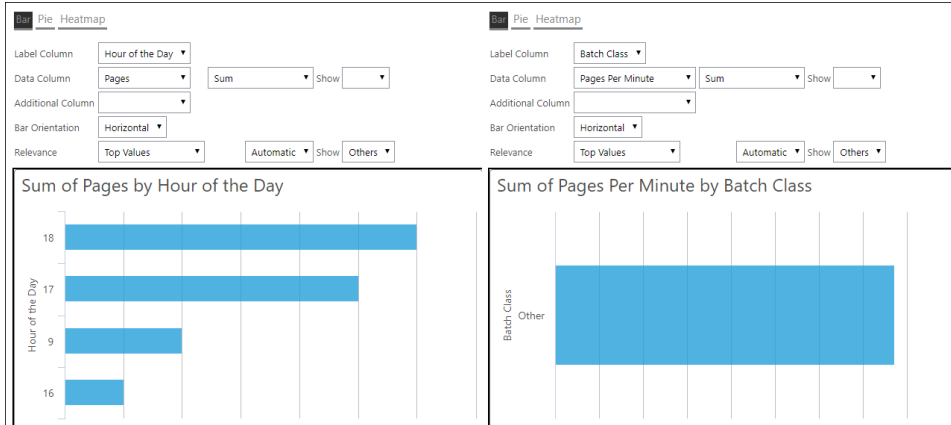 Bar Pie Heatmap
Label Column Hour of the Day
Data Column Pages Sum Show
Additional Column
Bar Orientation Horizontal
Relevance Top Values Automatic Show Others
Sum of Pages by Hour of the Day
Hour of the Day
18
17
9
16
Bar Pie Heatmap
Label Column Batch Class
Data Column Pages Per Minute Sum Show
Additional Column
Bar Orientation Horizontal
Relevance Top Values Automatic Show Others
Sum of Pages Per Minute by Batch Class
Batch Class
Other